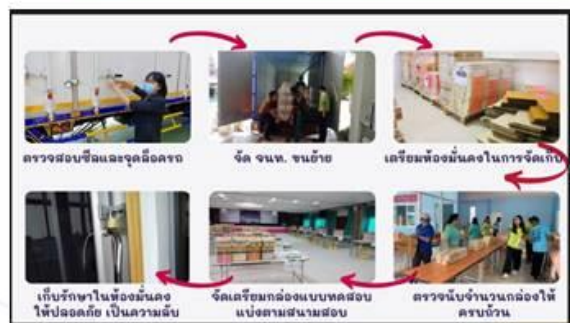 ตรวจสอบซีลและจุดล็อครถ
จัด จนท. ขนย้าย
เตรียมห้องมั่นคงในการจัดเก็บ
ตรวจนับจำนวนกล่องให้
ครบถ้วน
จัดเตรียมกล่องแบบทดสอบ
แบ่งตามสนามสอบ
เก็บรักษาในห้องมั่นคง
ให้ปลอดภัย เป็นความลับ